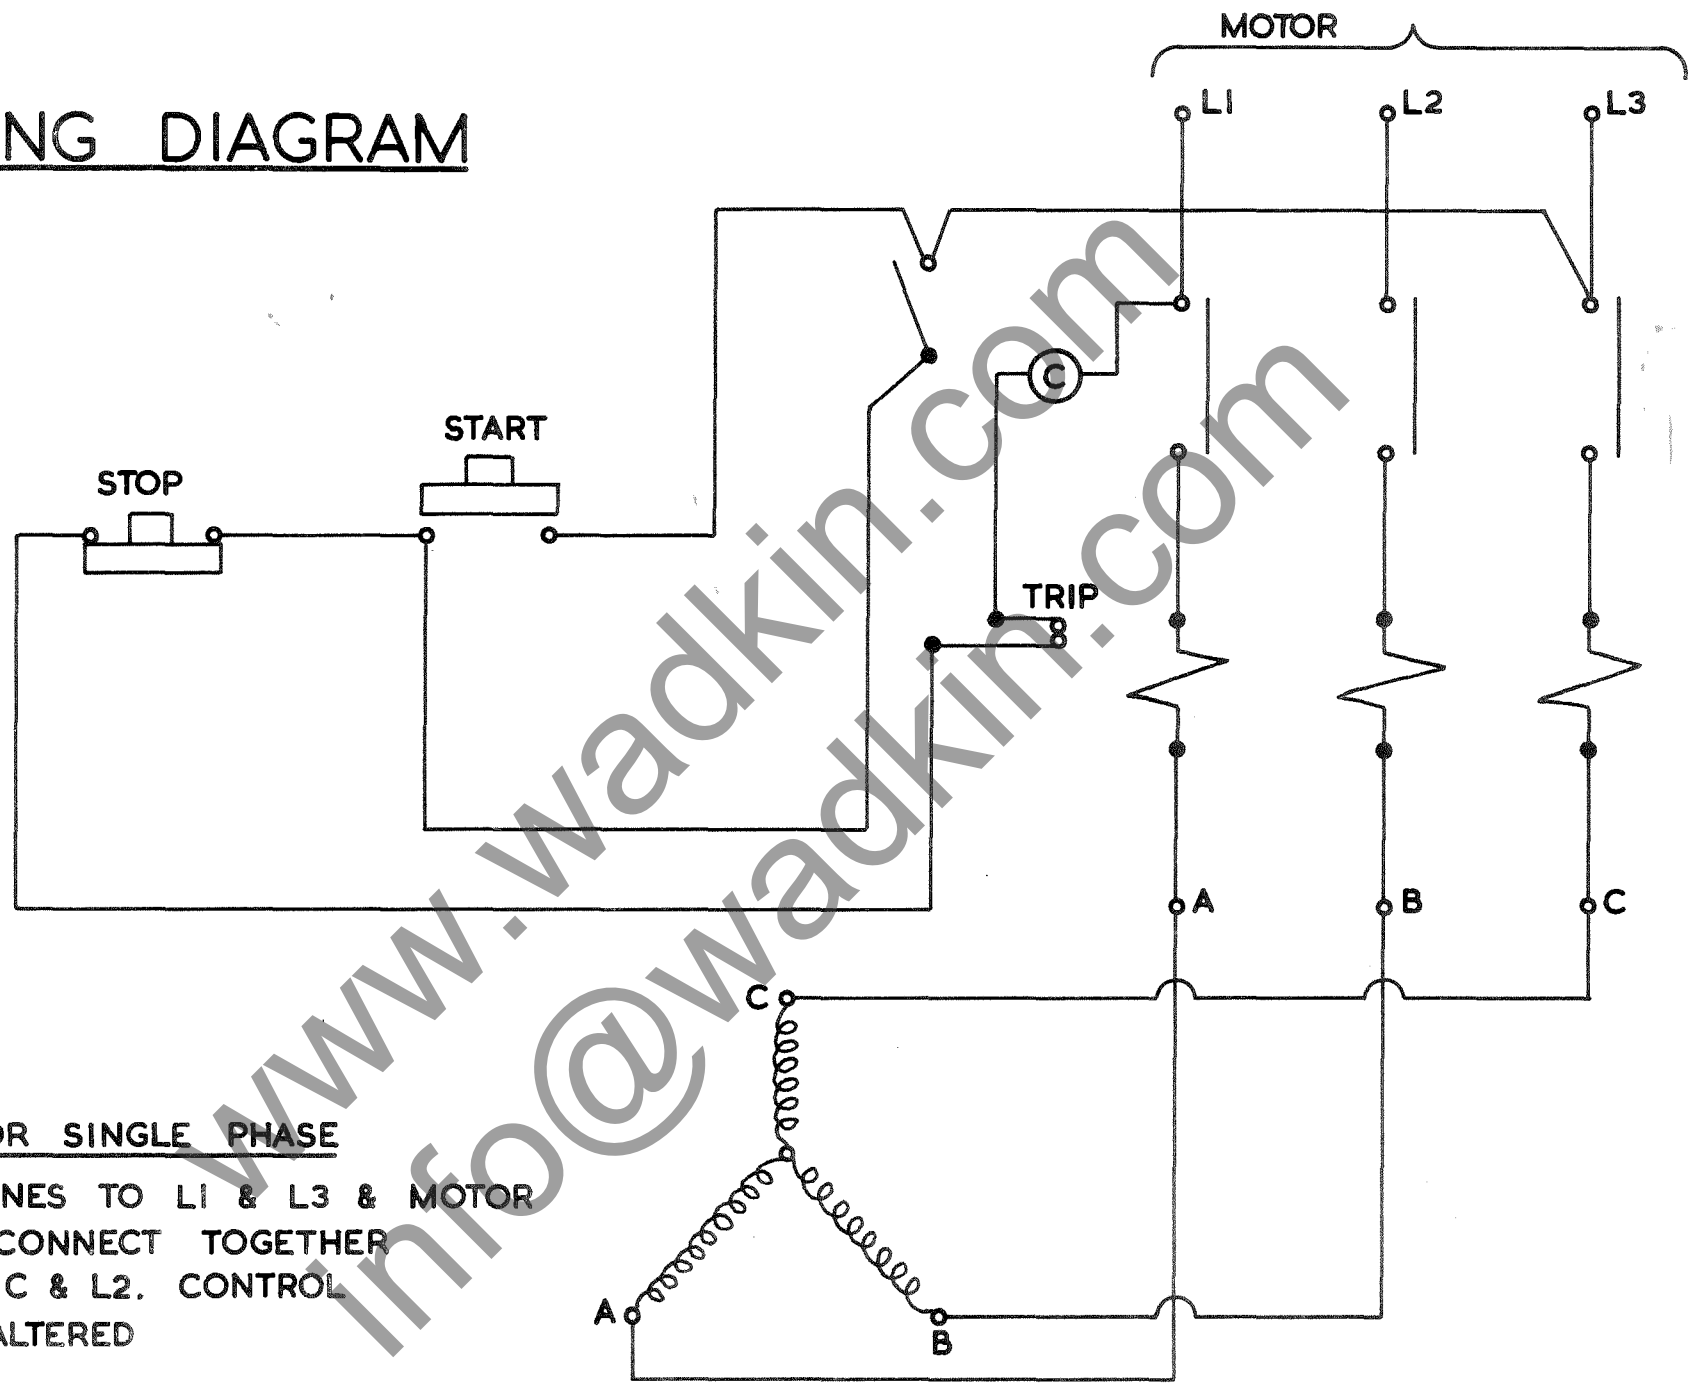 MOTOR
L1
L2
L3
NG DIAGRAM
C
START
STOP
TRIP
A
B
C
C
A
B
OR SINGLE PHASE
NES TO L1 & L3 & MOTOR
CONNECT TOGETHER
C & L2. CONTROL
ALTERED
www.wadkin.com
info@wadkin.com